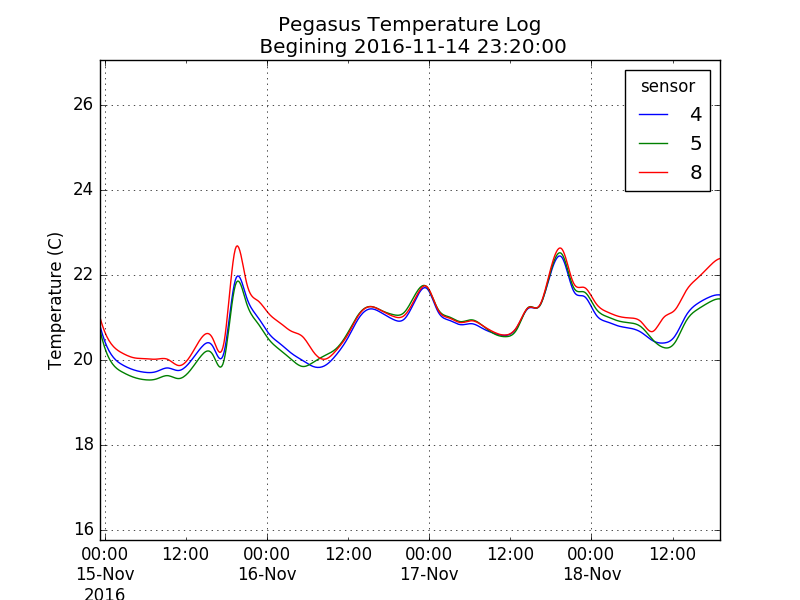 Pegasus Temperature Log
Begining 2016-11-14 23:20:00
sensor
4
5
8
Temperature (C)
26
24
22
20
18
16
00:00 12:00 00:00 12:00 00:00 12:00 00:00 12:00
15-Nov 16-Nov 17-Nov 18-Nov
2016